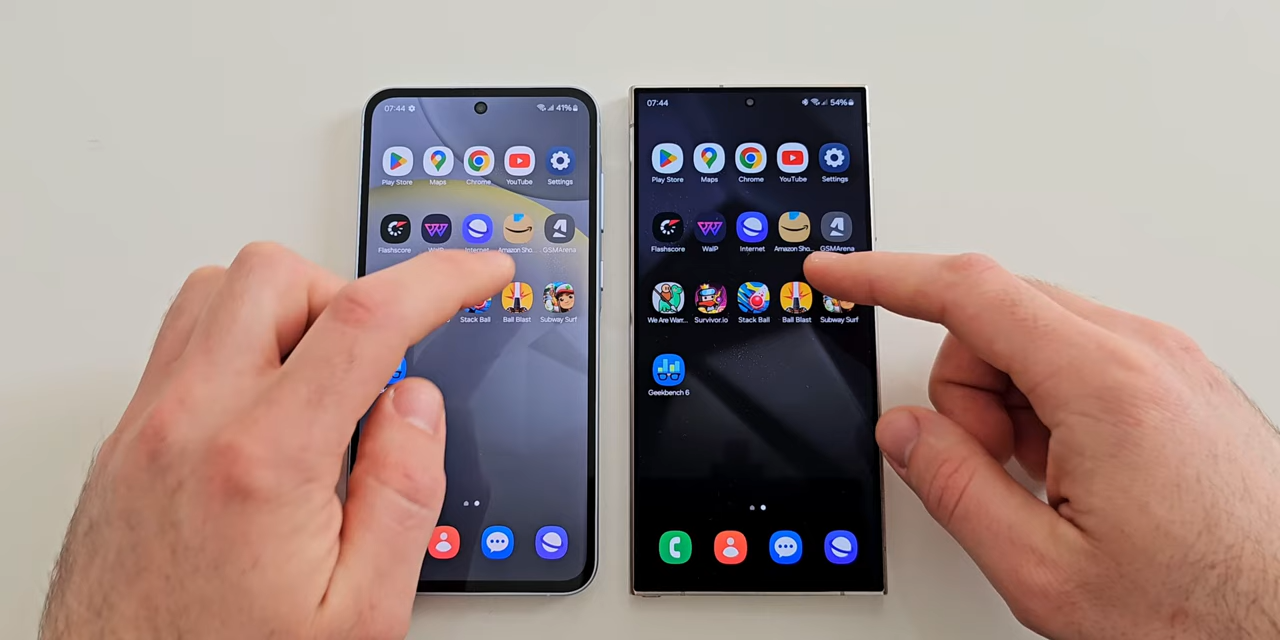 07:44 41%
Play Store Maps Chrome YouTube Settings
Flashscore WalP Internet Amazon Sho... GSMArena
Stack Ball Ball Blast Subway Surf
07:44 54%
Play Store Maps Chrome YouTube Settings
Flashscore WalP Internet Amazon Sho... GSMArena
We Are Warr... Survivor.io Stack Ball Ball Blast Subway Surf
Geekbench 6